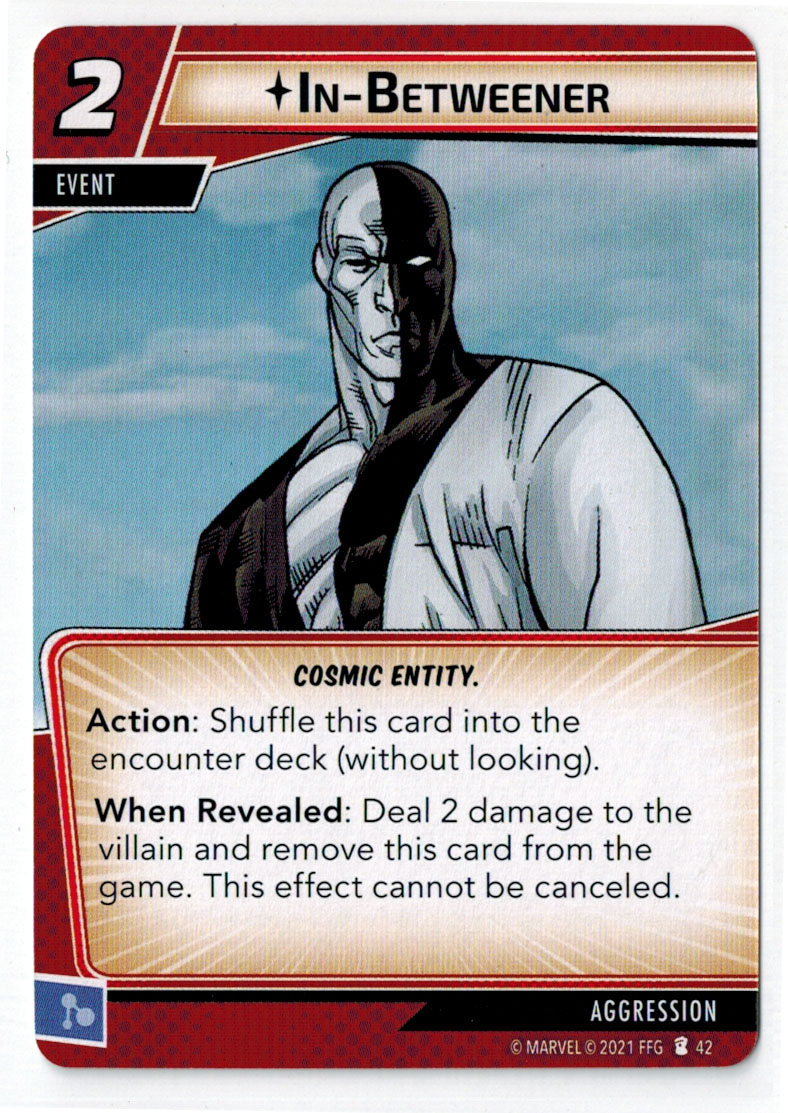 2
In-Betweener
EVENT
COSMIC ENTITY.
Action: Shuffle this card into the
encounter deck (without looking).
When Revealed: Deal 2 damage to the
villain and remove this card from the
game. This effect cannot be canceled.
AGGRESSION
© MARVEL © 2021 FFG 42